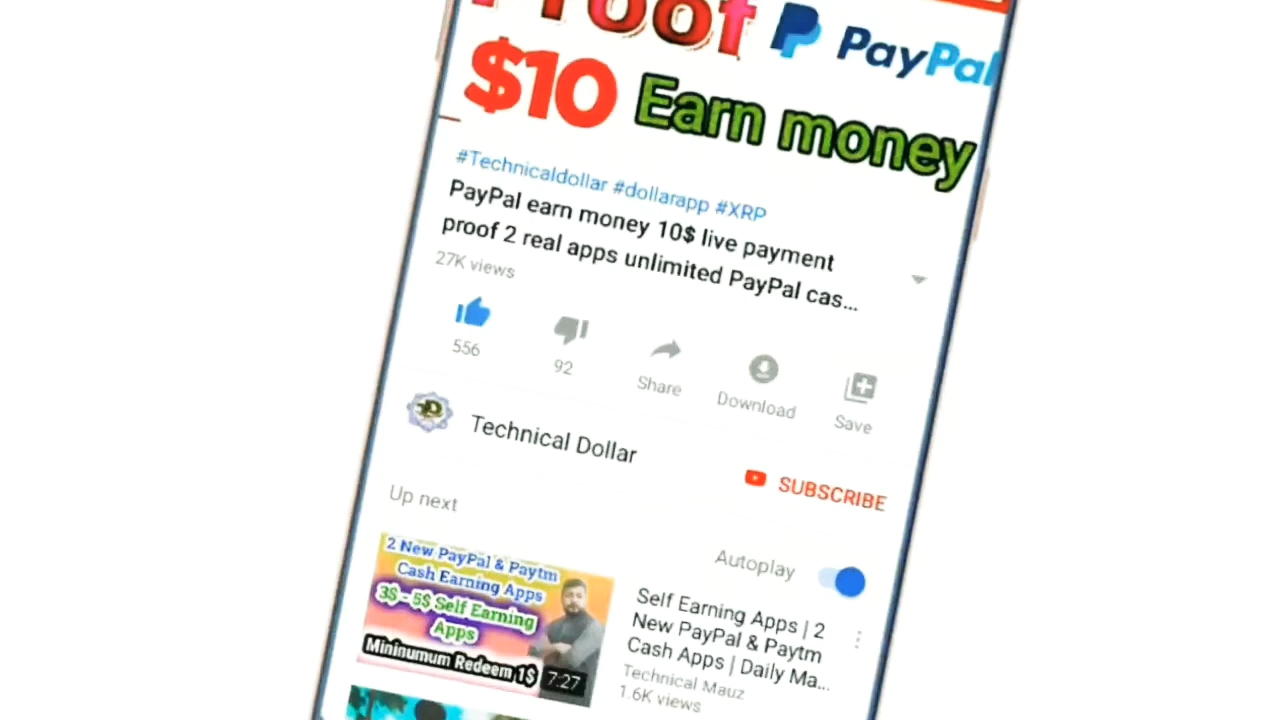 Proof PayPal
$10 Earn money
#Technicaldollar #dollarapp #XRP
PayPal earn money 10$ live payment
proof 2 real apps unlimited PayPal cas...
27K views
556
92
Share
Download
Save
Technical Dollar
SUBSCRIBE
Up next
Autoplay
2 New PayPal & Paytm
Cash Earning Apps
3$ - 5$ Self Earning
Apps
Mininumum Redeem 1$
7:27
Self Earning Apps | 2
New PayPal & Paytm
Cash Apps | Daily Ma...
Technical Mauz
1.6K views